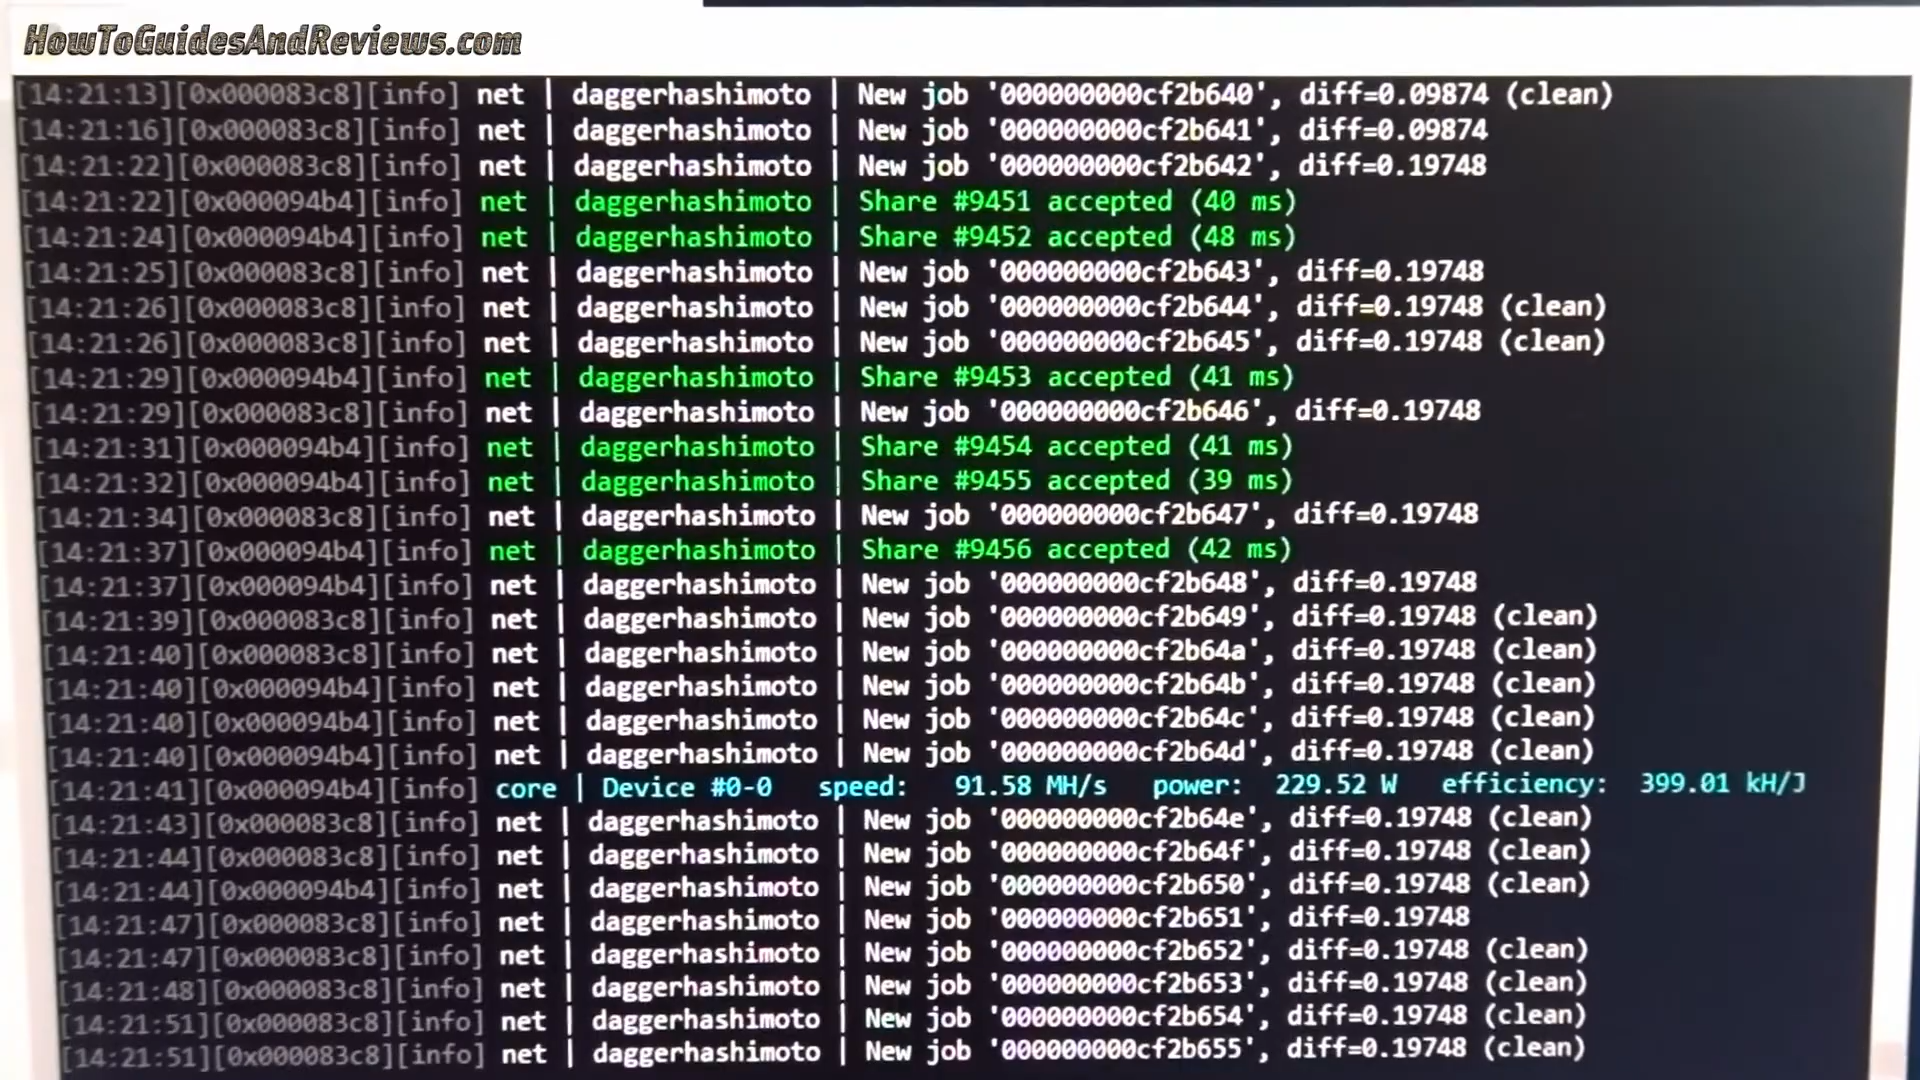 HowToGuidesAndReviews.com
[14:21:13][0x000083c8][info] net | daggerhashimoto | New job '000000000cf2b640', diff=0.09874 (clean)
[14:21:16][0x000083c8][info] net | daggerhashimoto | New job '000000000cf2b641', diff=0.09874
[14:21:22][0x000083c8][info] net | daggerhashimoto | New job '000000000cf2b642', diff=0.19748
[14:21:22][0x000094b4][info] net | daggerhashimoto | Share #9451 accepted (40 ms)
[14:21:24][0x000094b4][info] net | daggerhashimoto | Share #9452 accepted (48 ms)
[14:21:25][0x000083c8][info] net | daggerhashimoto | New job '000000000cf2b643', diff=0.19748
[14:21:26][0x000083c8][info] net | daggerhashimoto | New job '000000000cf2b644', diff=0.19748 (clean)
[14:21:26][0x000083c8][info] net | daggerhashimoto | New job '000000000cf2b645', diff=0.19748 (clean)
[14:21:29][0x000094b4][info] net | daggerhashimoto | Share #9453 accepted (41 ms)
[14:21:29][0x000083c8][info] net | daggerhashimoto | New job '000000000cf2b646', diff=0.19748
[14:21:31][0x000094b4][info] net | daggerhashimoto | Share #9454 accepted (41 ms)
[14:21:32][0x000094b4][info] net | daggerhashimoto | Share #9455 accepted (39 ms)
[14:21:34][0x000083c8][info] net | daggerhashimoto | New job '000000000cf2b647', diff=0.19748
[14:21:37][0x000094b4][info] net | daggerhashimoto | Share #9456 accepted (42 ms)
[14:21:37][0x000094b4][info] net | daggerhashimoto | New job '000000000cf2b648', diff=0.19748
[14:21:39][0x000083c8][info] net | daggerhashimoto | New job '000000000cf2b649', diff=0.19748 (clean)
[14:21:40][0x000083c8][info] net | daggerhashimoto | New job '000000000cf2b64a', diff=0.19748 (clean)
[14:21:40][0x000094b4][info] net | daggerhashimoto | New job '000000000cf2b64b', diff=0.19748 (clean)
[14:21:40][0x000094b4][info] net | daggerhashimoto | New job '000000000cf2b64c', diff=0.19748 (clean)
[14:21:40][0x000094b4][info] net | daggerhashimoto | New job '000000000cf2b64d', diff=0.19748 (clean)
[14:21:41][0x000094b4][info] core | Device #0-0 speed: 91.58 MH/s power: 229.52 W efficiency: 399.01 kH/J
[14:21:43][0x000083c8][info] net | daggerhashimoto | New job '000000000cf2b64e', diff=0.19748 (clean)
[14:21:44][0x000083c8][info] net | daggerhashimoto | New job '000000000cf2b64f', diff=0.19748 (clean)
[14:21:44][0x000094b4][info] net | daggerhashimoto | New job '000000000cf2b650', diff=0.19748 (clean)
[14:21:47][0x000083c8][info] net | daggerhashimoto | New job '000000000cf2b651', diff=0.19748
[14:21:47][0x000083c8][info] net | daggerhashimoto | New job '000000000cf2b652', diff=0.19748 (clean)
[14:21:48][0x000083c8][info] net | daggerhashimoto | New job '000000000cf2b653', diff=0.19748 (clean)
[14:21:51][0x000083c8][info] net | daggerhashimoto | New job '000000000cf2b654', diff=0.19748 (clean)
[14:21:51][0x000083c8][info] net | daggerhashimoto | New job '000000000cf2b655', diff=0.19748 (clean)